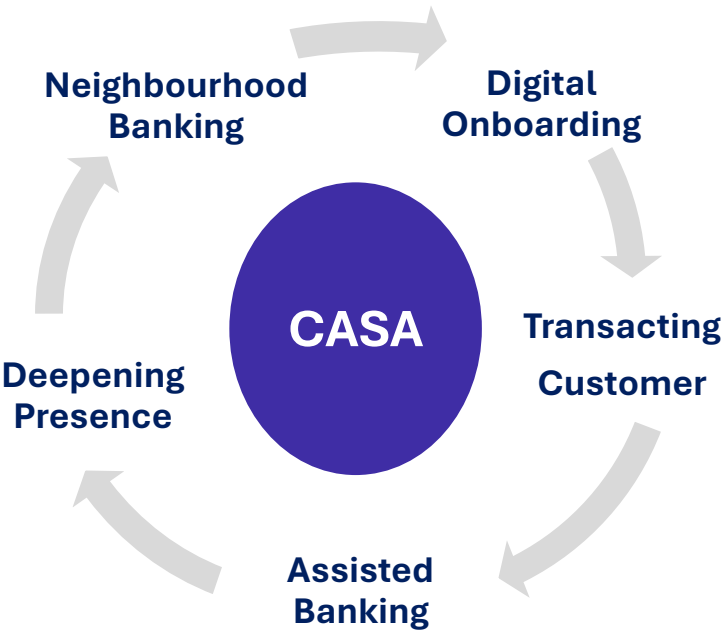 Neighbourhood
Banking
Digital
Onboarding
CASA
Transacting
Customer
Deepening
Presence
Assisted
Banking